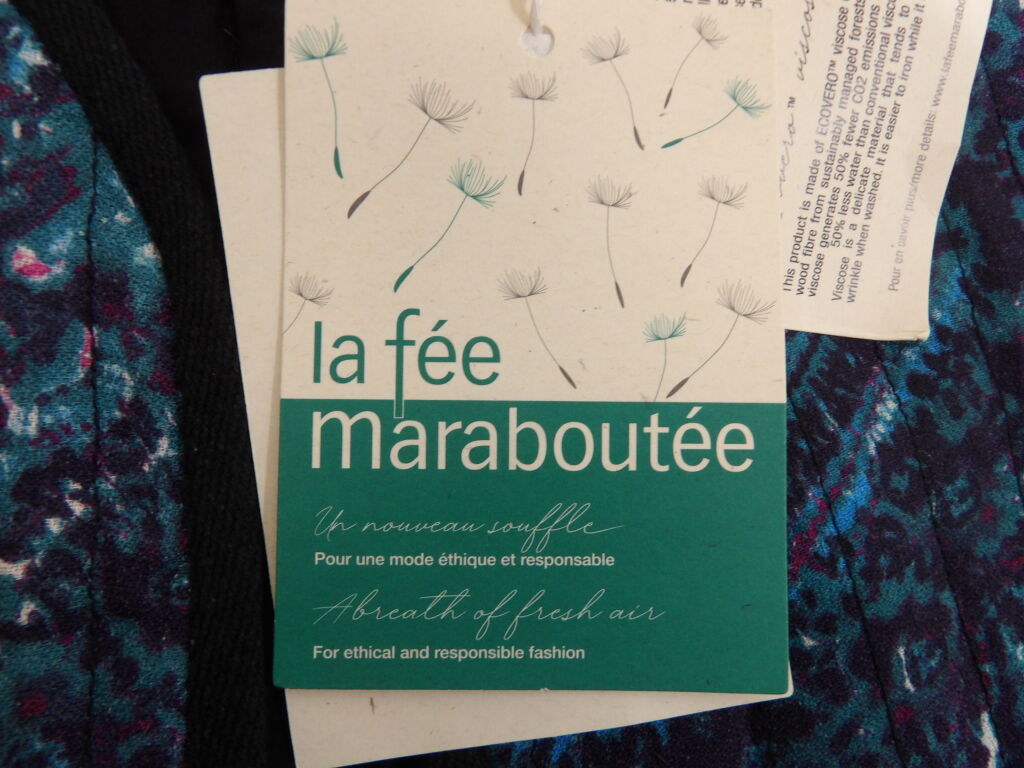 la fée
maraboutée
Un nouveau souffle
Pour une mode éthique et responsable
A breath of fresh air
For ethical and responsible fashion
This product is made of ECOVERO™ viscose
wood fibre from sustainably managed forests
viscose generates 50% fewer CO2 emissions
50% less water than conventional
Viscose is a delicate material that tends to
wrinkle when washed. It is easier to iron while it
Pour en savoir plus/more details: www.lafeemarabo